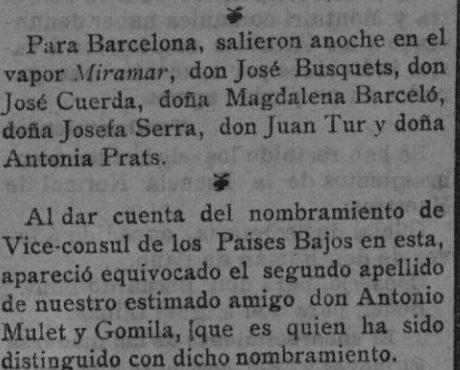 Para Barcelona, salieron anoche en el
vapor Miramar, don José Busquets, don
José Cuerda, doña Magdalena Barceló,
doña Josefa Serra, don Juan Tur y doña
Antonia Prats.
Al dar cuenta del nombramiento de
Vice-consul de los Paises Bajos en esta,
apareció equivocado el segundo apellido
de nuestro estimado amigo don Antonio
Mulet y Gomila, [que es quien ha sido
distinguido con dicho nombramiento.